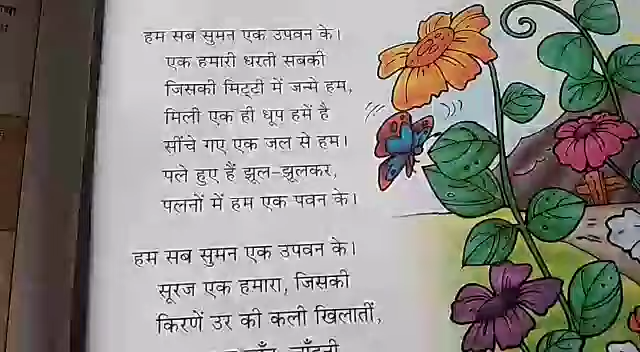 हम सब सुमन एक उपवन के।
एक हमारी धरती सबकी
जिसकी मिट्टी में जन्मे हम,
मिली एक ही धूप हमें है
सींचे गए एक जल से हम।
पले हुए हैं झूल-झूलकर,
पलनों में हम एक पवन के।
हम सब सुमन एक उपवन के।
सूरज एक हमारा, जिसकी
किरणें उर की कली खिलातीं,